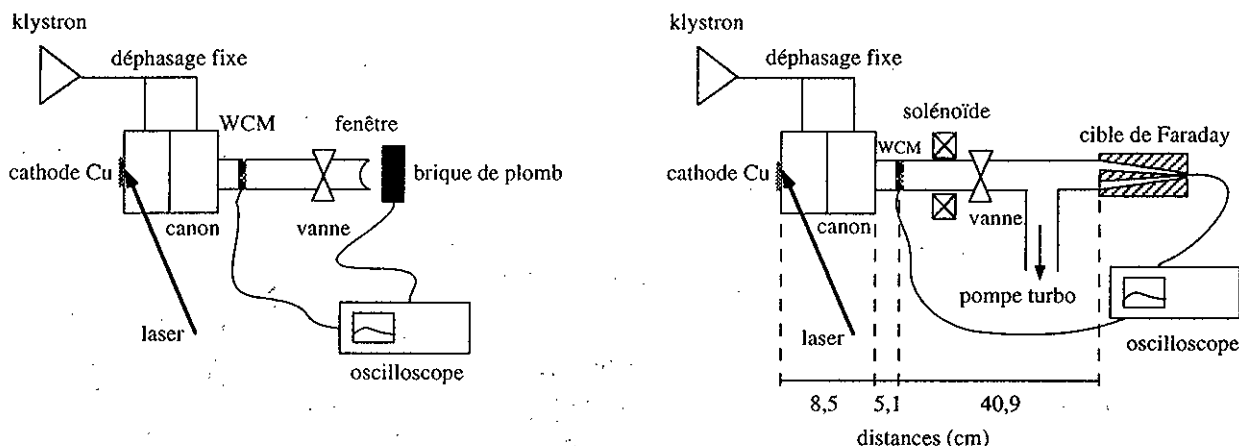 klystron
déphasage fixe
WCM
fenêtre
cathode Cu
brique de plomb
canon
vanne
laser
oscilloscope
klystron
déphasage fixe
solénoïde
WCM
cible de Faraday
cathode Cu
canon
vanne
pompe turbo
laser
oscilloscope
8,5 5,1 40,9
distances (cm)